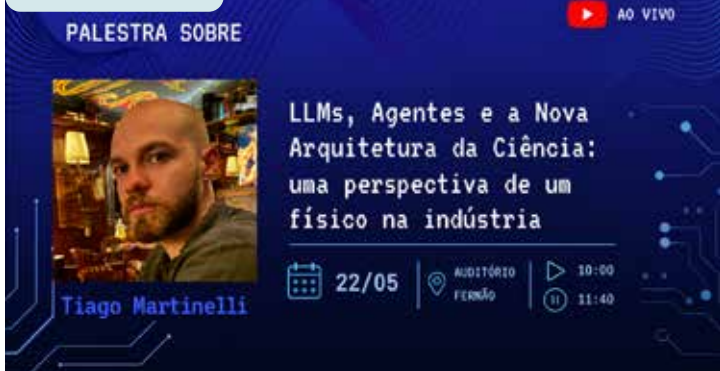 PALESTRA SOBRE
AO VIVO
LLMs, Agentes e a Nova
Arquitetura da Ciência:
uma perspectiva de um
físico na indústria
22/05
AUDITÓRIO
FERMÃO
10:00
11:40
Tiago Martinelli